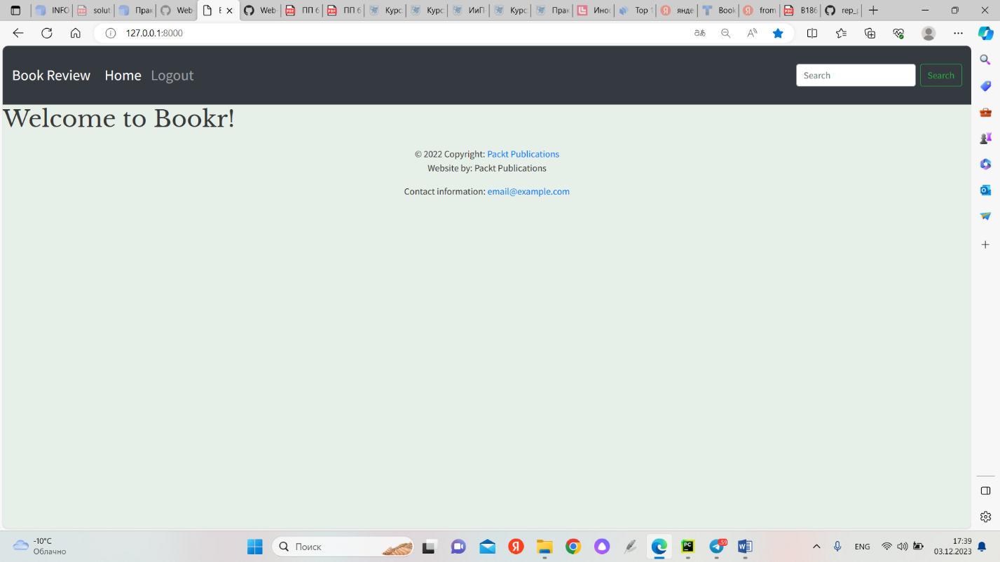 INFO
solut
Прак
Web-
Web-
ПП 6
ПП 6
Курс
Курс
ИиП
Курс
Прак
Инос
Top 1
янде
Book
from
B186
rep_
127.0.0.1:8000
Book Review Home Logout Search Search
Welcome to Bookr!
© 2022 Copyright: Packt Publications
Website by: Packt Publications
Contact information: email@example.com
-10°C
Облачно
Поиск
59
ENG
17:39
03.12.2023